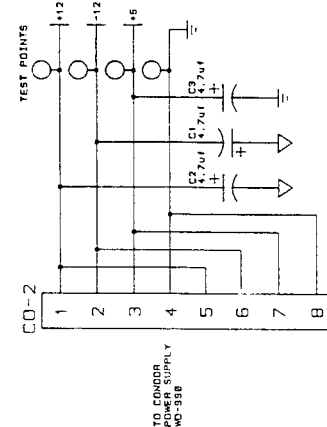 TEST POINTS
+12
-12
+5
C3
4.7uf
+
C1
4.7uf
+
C2
4.7uf
+
CO-2
1
2
3
4
5
6
7
8
TO CONDOR
POWER SUPPLY
WD-990